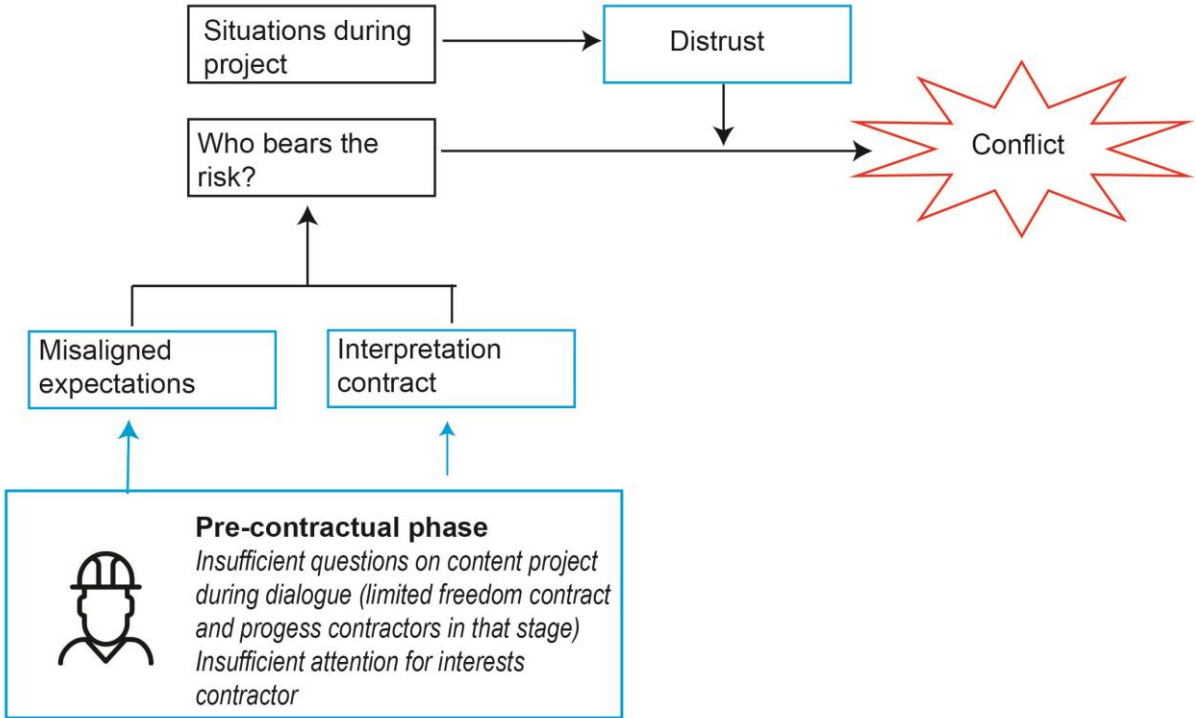 Situations during
project
Distrust
Who bears the
risk?
Conflict
Misaligned
expectations
Interpretation
contract
Pre-contractual phase
Insufficient questions on content project
during dialogue (limited freedom contract
and progess contractors in that stage)
Insufficient attention for interests
contractor